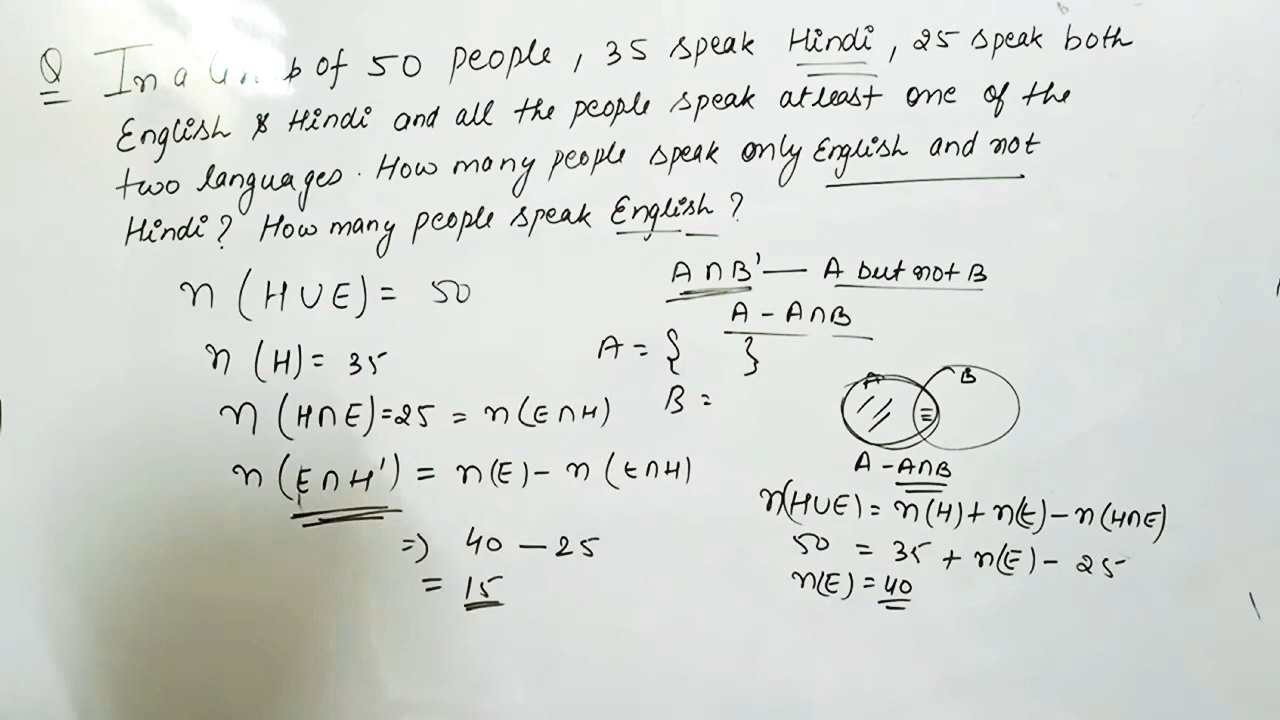 Q In a of 50 people, 35 speak Hindi, 25 speak both
English & Hindi and all the people speak atleast one of the
two languages. How many people speak only English and not
Hindi? How many people speak English?
n(H∪E) = 50
n(H) = 35
n(H∩E)=25 = n(E∩H)
n(E∩H') = n(E) - n(E∩H)
=> 40 - 25
= 15
A∩B' — A but not B
A - A∩B
A = { }
B =
A B
A - A∩B
n(H∪E) = n(H) + n(E) - n(H∩E)
50 = 35 + n(E) - 25
n(E) = 40